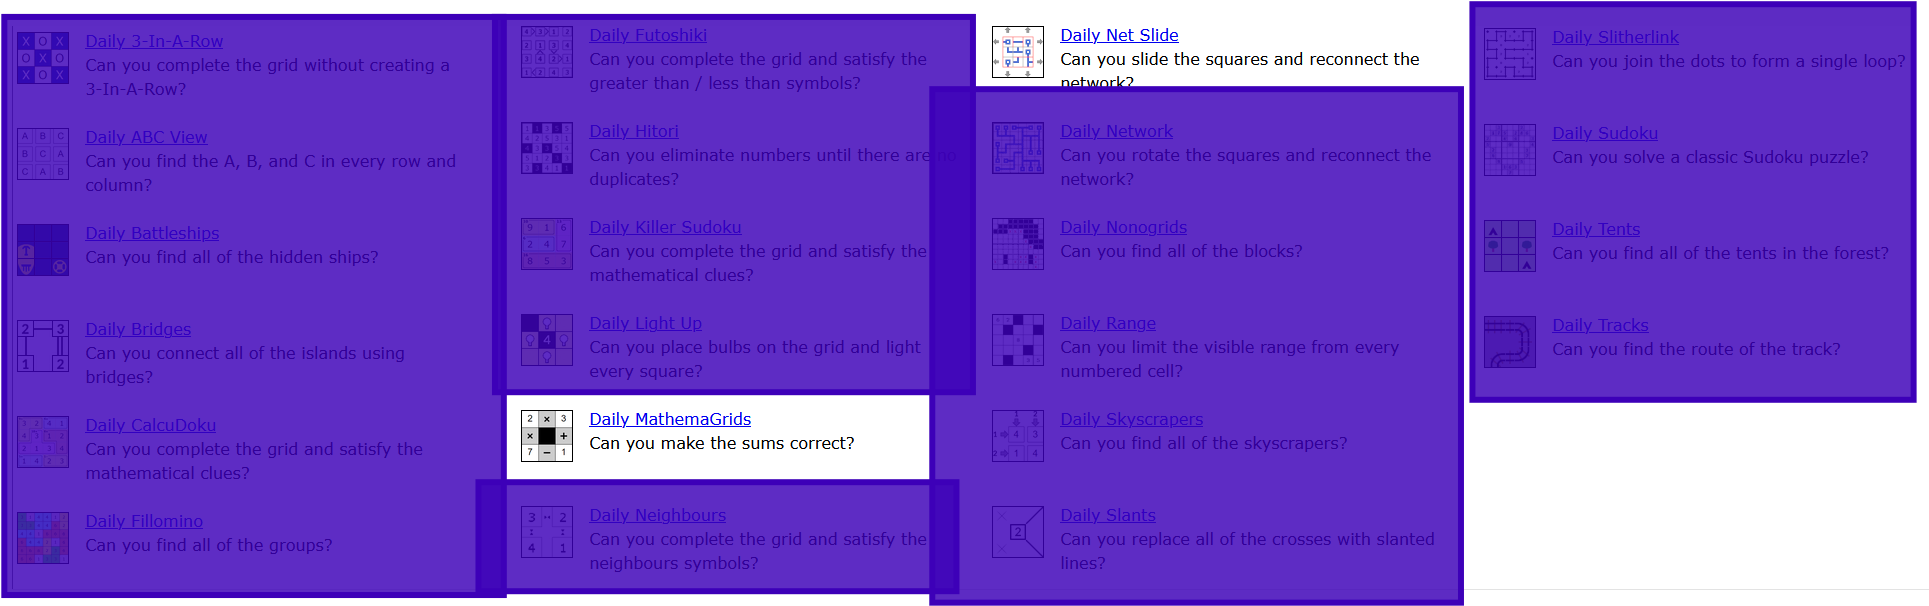 Daily 3-In-A-Row
Can you complete the grid without creating a
3-In-A-Row?
Daily ABC View
Can you find the A, B, and C in every row and
column?
Daily Battleships
Can you find all of the hidden ships?
Daily Bridges
Can you connect all of the islands using
bridges?
Daily CalcuDoku
Can you complete the grid and satisfy the
mathematical clues?
Daily Fillomino
Can you find all of the groups?
Daily Futoshiki
Can you complete the grid and satisfy the
greater than / less than symbols?
Daily Hitori
Can you eliminate numbers until there are no
duplicates?
Daily Killer Sudoku
Can you complete the grid and satisfy the
mathematical clues?
Daily Light Up
Can you place bulbs on the grid and light
every square?
Daily MathemaGrids
Can you make the sums correct?
Daily Neighbours
Can you complete the grid and satisfy the
neighbours symbols?
Daily Net Slide
Can you slide the squares and reconnect the
network?
Daily Network
Can you rotate the squares and reconnect the
network?
Daily Nonogrids
Can you find all of the blocks?
Daily Range
Can you limit the visible range from every
numbered cell?
Daily Skyscrapers
Can you find all of the skyscrapers?
Daily Slants
Can you replace all of the crosses with slanted
lines?
Daily Slitherlink
Can you join the dots to form a single loop?
Daily Sudoku
Can you solve a classic Sudoku puzzle?
Daily Tents
Can you find all of the tents in the forest?
Daily Tracks
Can you find the route of the track?